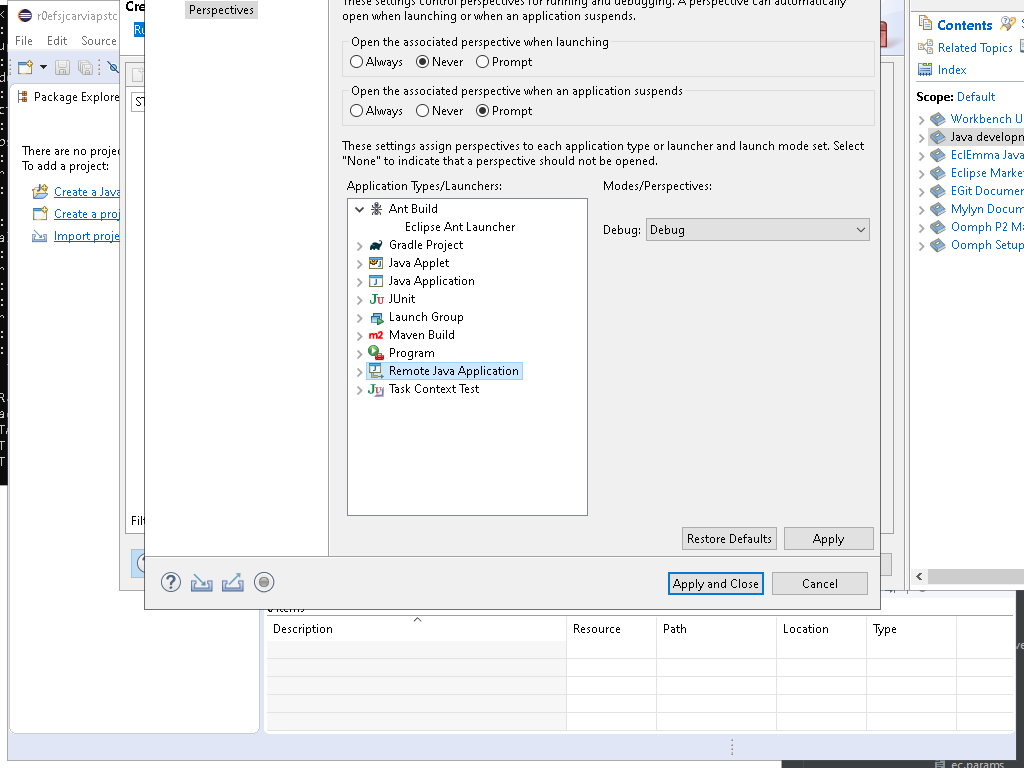 r0efsjcarviapstc
File Edit Source
Package Explore
There are no projec
To add a project:
Create a Java
Create a proj
Import proje
Cre
Perspectives
These settings control perspectives for running and debugging. A perspective can automatically
open when launching or when an application suspends.
Open the associated perspective when launching
Always Never Prompt
Open the associated perspective when an application suspends
Always Never Prompt
These settings assign perspectives to each application type or launcher and launch mode set. Select
"None" to indicate that a perspective should not be opened.
Application Types/Launchers: Modes/Perspectives:
Ant Build
Eclipse Ant Launcher
Gradle Project
Java Applet
Java Application
JUnit
Launch Group
Maven Build
Program
Remote Java Application
Task Context Test
Debug: Debug
Filt
Restore Defaults Apply
Apply and Close Cancel
Contents
Related Topics
Index
Scope: Default
Workbench U
Java developn
EclEmma Java
Eclipse Marke
EGit Documer
Mylyn Docum
Oomph P2 Ma
Oomph Setup
Description Resource Path Location Type
ec.params